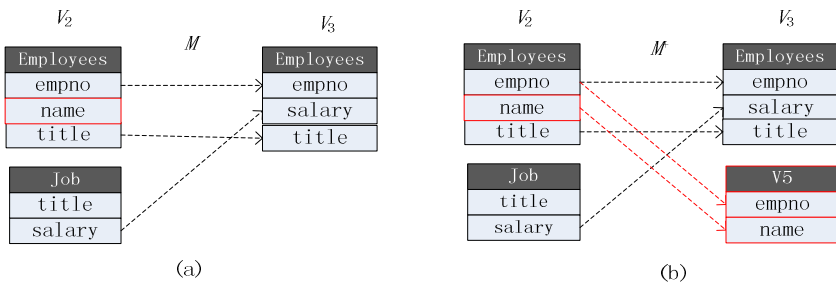 V2
M
V3
Employees
empno
name
title
Job
title
salary
Employees
empno
salary
title
(a)
V2
M+
V3
Employees
empno
name
title
Job
title
salary
Employees
empno
salary
title
V5
empno
name
(b)